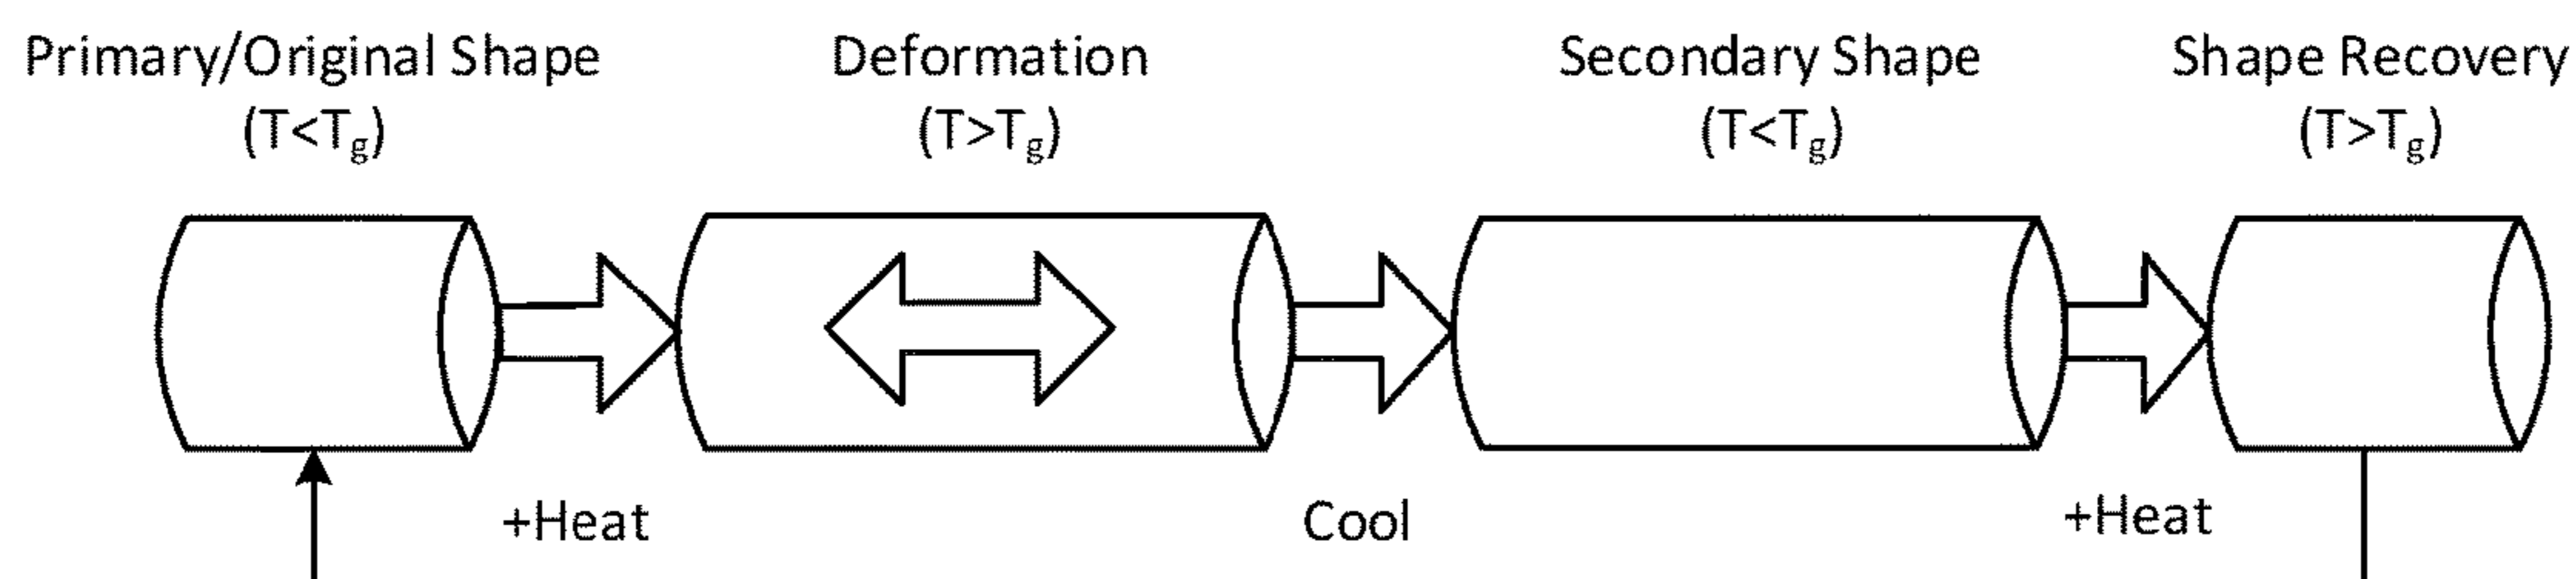 Primary/Original Shape
(T<Tg)
Deformation
(T>Tg)
Secondary Shape
(T<Tg)
Shape Recovery
(T>Tg)
+Heat
Cool
+Heat